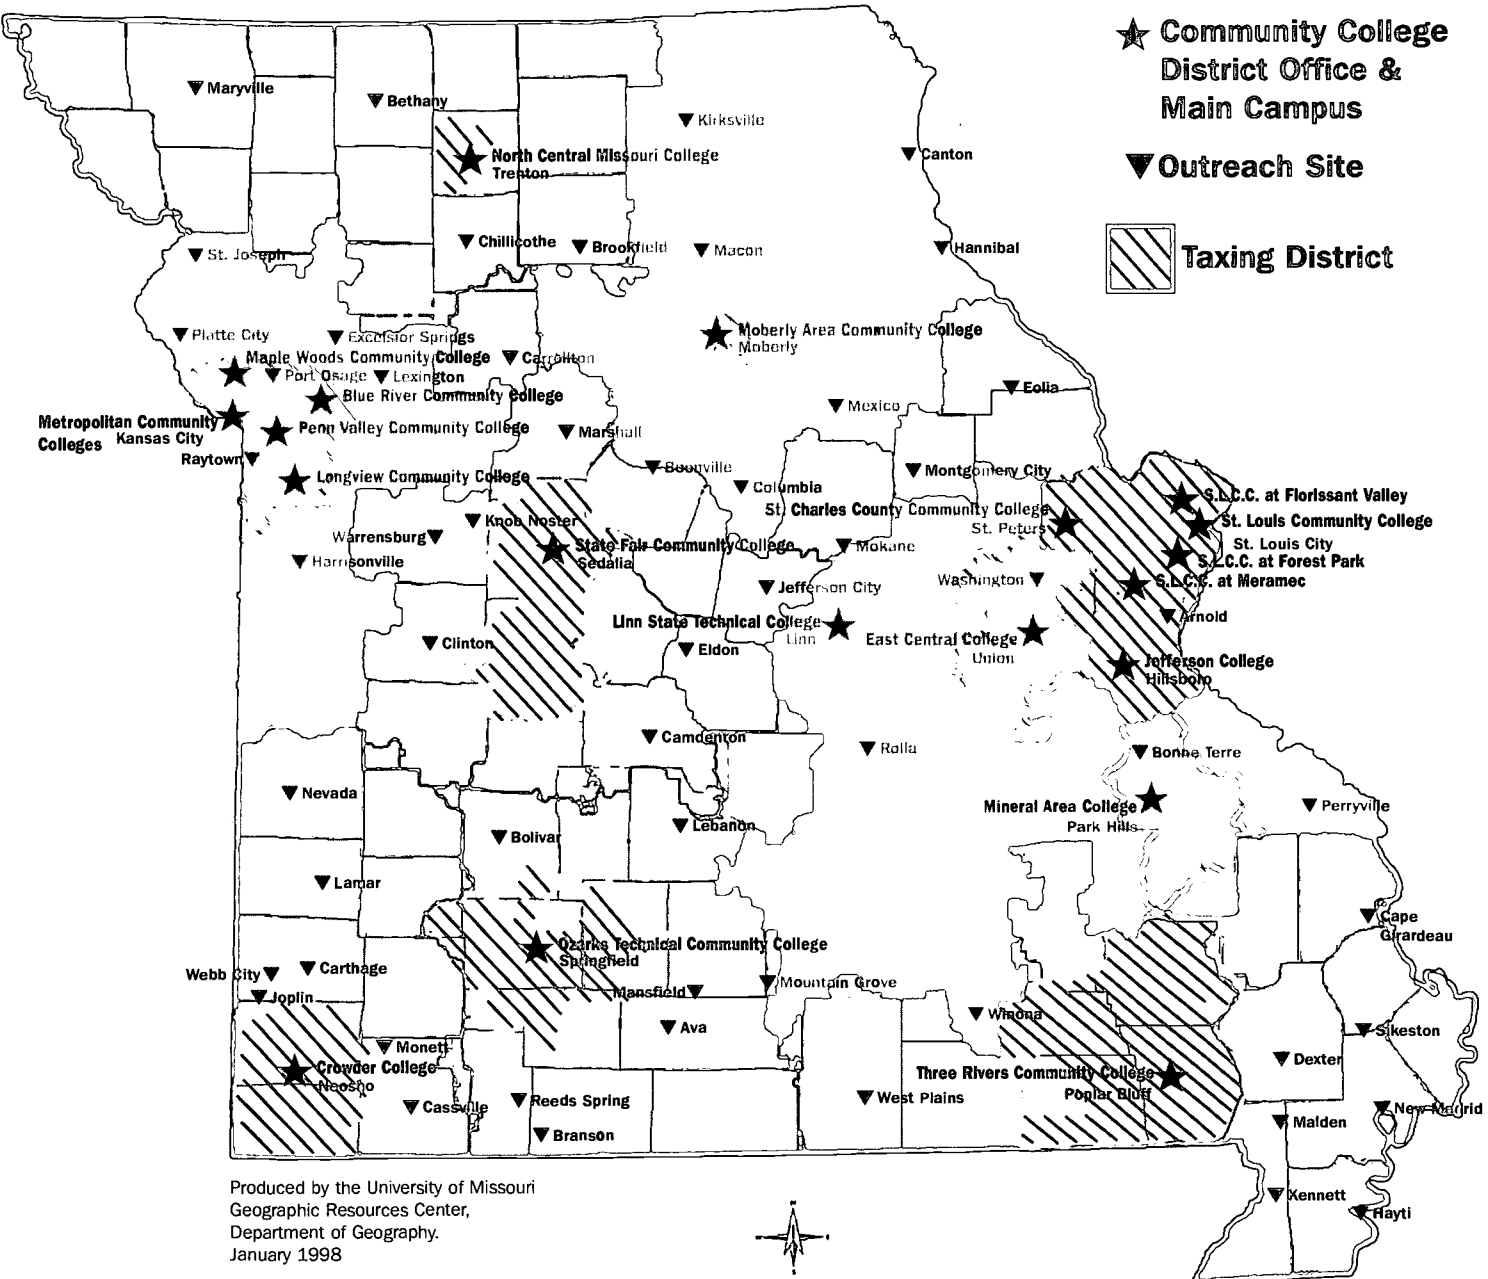 Community College
District Office &
Main Campus
Outreach Site
Taxing District
Maryville
Bethany
Kirksville
Canton
North Central Missouri College
Trenton
Chillicothe
Brookfield
Macon
Hannibal
St. Joseph
Platte City
Excelsior Springs
Moberly Area Community College
Moberly
Maple Woods Community College
Carrollton
Port Osage
Lexington
Eolia
Blue River Community College
Mexico
Metropolitan Community
Colleges
Kansas City
Penn Valley Community College
Marshall
Raytown
Boonville
Montgomery City
Longview Community College
Columbia
S.L.C.C. at Florissant Valley
St. Charles County Community College
St. Peters
Knob Noster
St. Louis Community College
St. Louis City
Warrensburg
State Fair Community College
Sedalia
Mokane
S.L.C.C. at Forest Park
Harrisonville
Washington
S.L.C.C. at Meramec
Jefferson City
Linn State Technical College
Linn
Arnold
Clinton
Eldon
East Central College
Union
Jefferson College
Hillsboro
Camdenton
Rolla
Bonne Terre
Nevada
Mineral Area College
Park Hills
Perryville
Bolivar
Lebanon
Lamar
Cape
Girardeau
Ozarks Technical Community College
Springfield
Webb City
Carthage
Mansfield
Mountain Grove
Joplin
Ava
Winona
Sikeston
Monett
Dexter
Crowder College
Neosho
Three Rivers Community College
Poplar Bluff
Cassville
Reeds Spring
West Plains
New Madrid
Malden
Branson
Kennett
Hayti
Produced by the University of Missouri
Geographic Resources Center,
Department of Geography.
January 1998